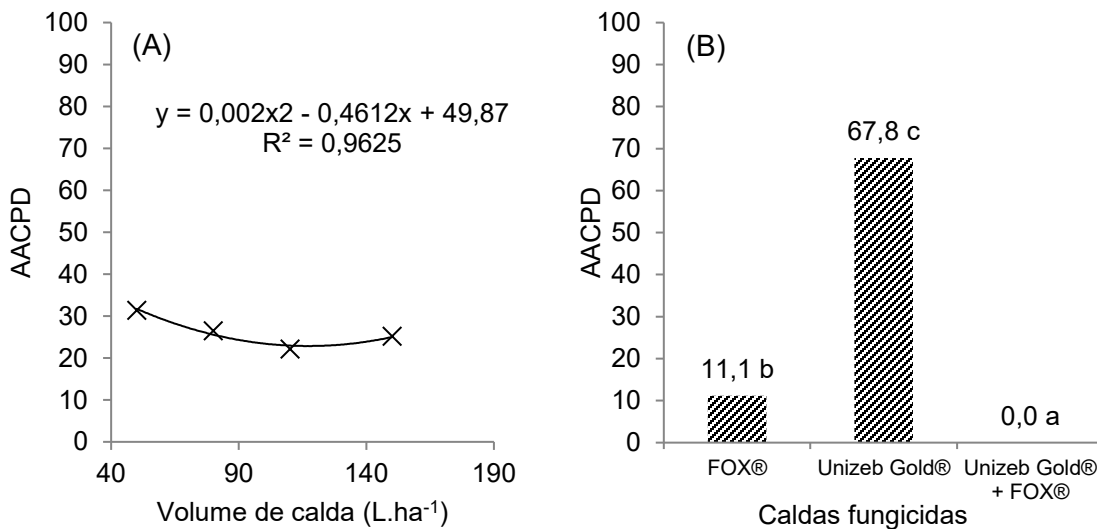 (A)
y = 0,002x2 - 0,4612x + 49,87
R² = 0,9625
AACPD
100
90
80
70
60
50
40
30
20
10
0
40
90
140
190
Volume de calda (L.ha⁻¹)
(B)
AACPD
100
90
80
70
60
50
40
30
20
10
0
11,1 b
67,8 c
0,0 a
FOX®
Unizeb Gold®
Unizeb Gold®
+ FOX®
Caldas fungicidas